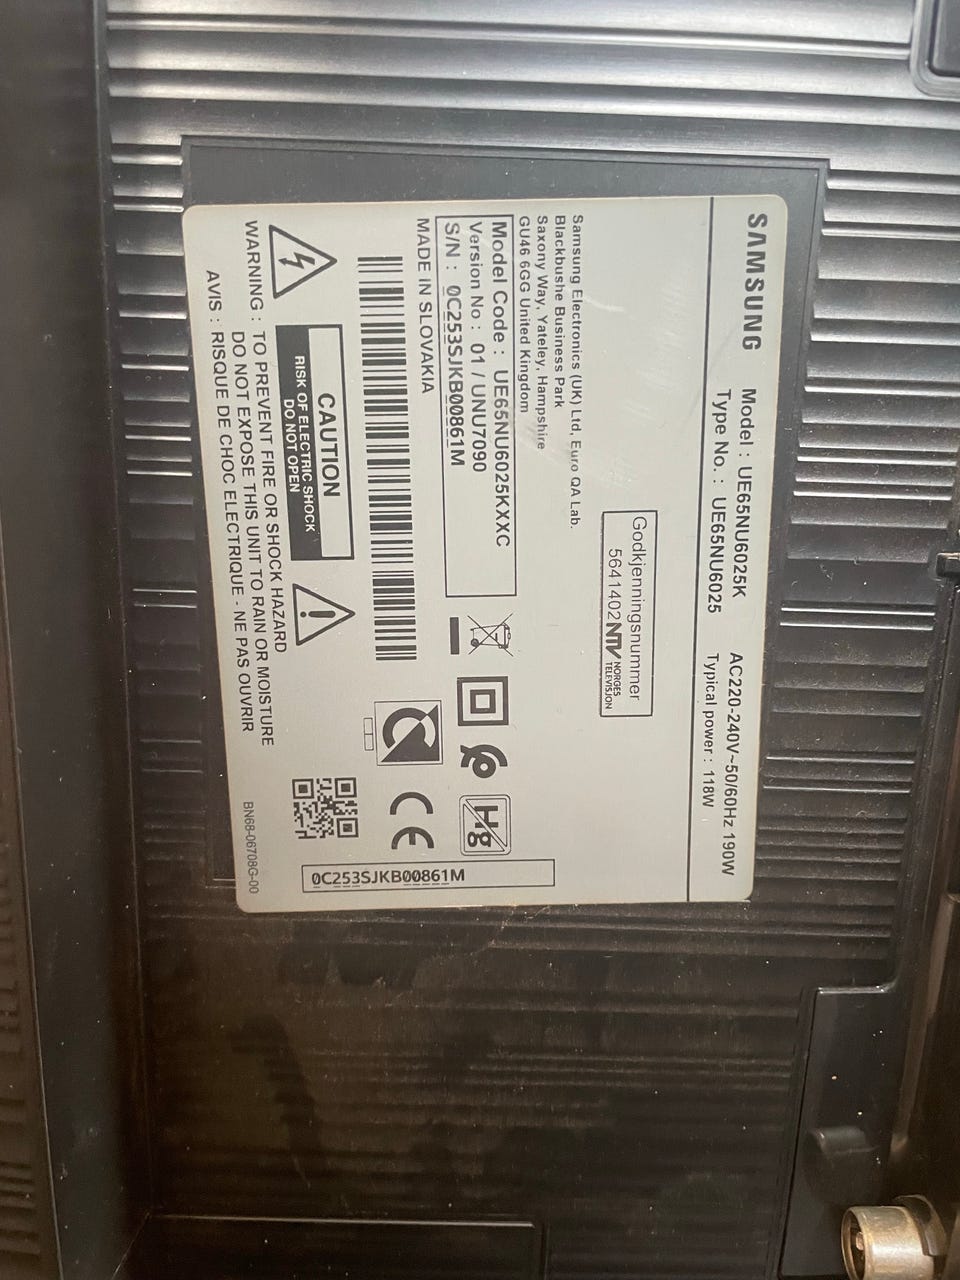 SAMSUNG
Model : UE65NU6025K
Type No. : UE65NU6025
AC220-240V~50/60Hz 190W
Typical power : 118W
Godkjenningsnummer
5641402 NTV NORGES TELEVISJON
Samsung Electronics (UK) Ltd, Euro QA Lab.
Blackbushe Business Park
Saxony Way, Yateley, Hampshire
GU46 6GG United Kingdom
Model Code : UE65NU6025KXXC
Version No : 01 / UNU7090
S/N : 0C253SJKB00861M
MADE IN SLOVAKIA
Hg
CE
0C253SJKB00861M
CAUTION
RISK OF ELECTRIC SHOCK
DO NOT OPEN
WARNING : TO PREVENT FIRE OR SHOCK HAZARD
DO NOT EXPOSE THIS UNIT TO RAIN OR MOISTURE
AVIS : RISQUE DE CHOC ELECTRIQUE - NE PAS OUVRIR
BN68-06708G-00